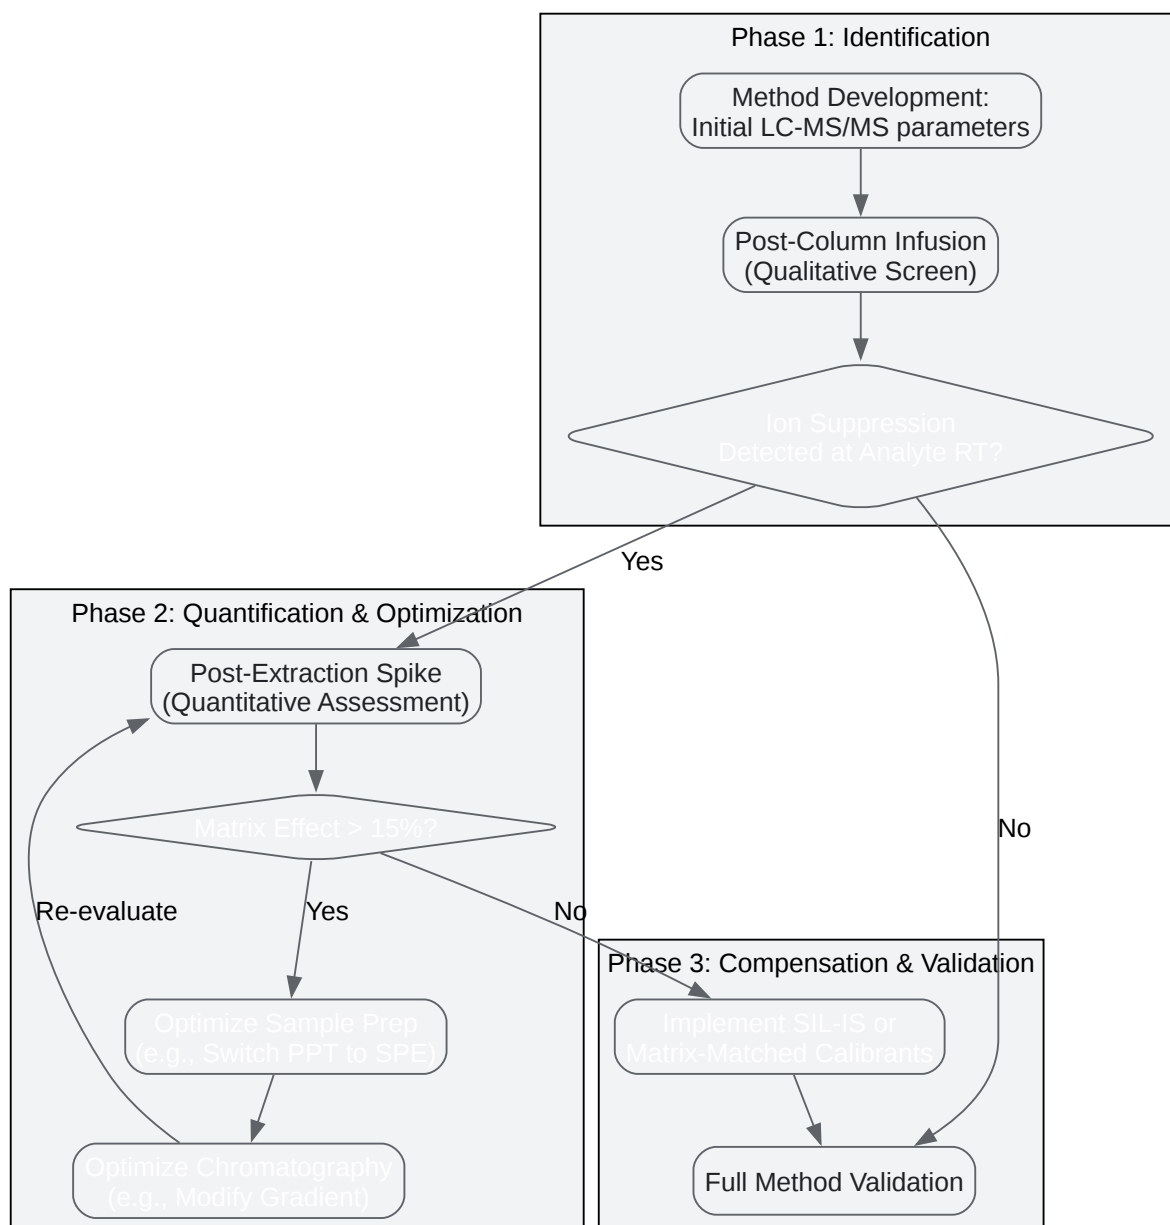 Phase 1: Identification
Method Development:
Initial LC-MS/MS parameters
Post-Column Infusion
(Qualitative Screen)
Ion Suppression
Detected at Analyte RT?
Yes
No
Phase 2: Quantification & Optimization
Post-Extraction Spike
(Quantitative Assessment)
Matrix Effect > 15%?
Re-evaluate
Yes
No
Optimize Sample Prep
(e.g., Switch PPT to SPE)
Optimize Chromatography
(e.g., Modify Gradient)
Phase 3: Compensation & Validation
Implement SIL-IS or
Matrix-Matched Calibrants
Full Method Validation